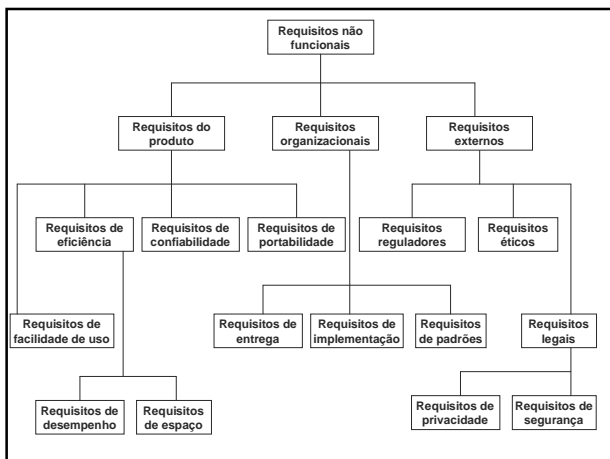 Requisitos não
funcionais
Requisitos do
produto
Requisitos
organizacionais
Requisitos
externos
Requisitos de
eficiência
Requisitos de
confiabilidade
Requisitos de
portabilidade
Requisitos
reguladores
Requisitos
éticos
Requisitos de
facilidade de uso
Requisitos de
entrega
Requisitos de
implementação
Requisitos
de padrões
Requisitos
legais
Requisitos de
desempenho
Requisitos
de espaço
Requisitos de
privacidade
Requisitos de
segurança